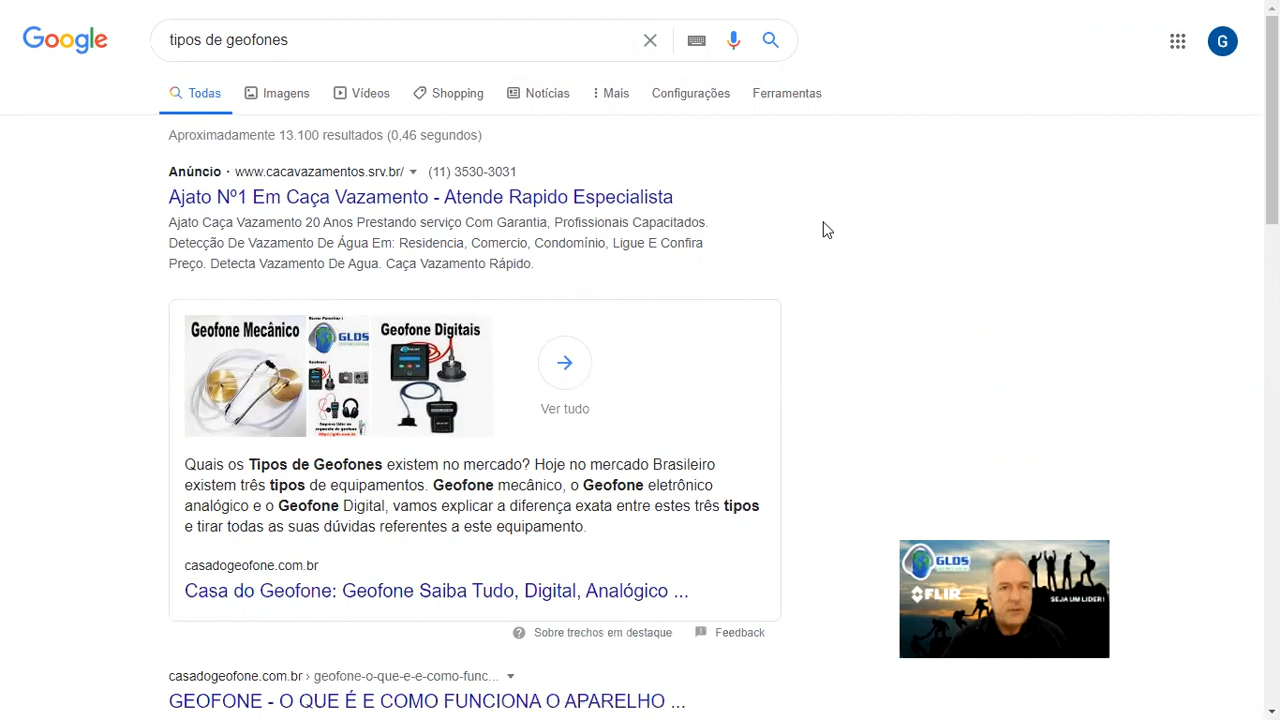 Google
tipos de geofones
G
Todas
Imagens
Vídeos
Shopping
Notícias
Mais
Configurações
Ferramentas
Aproximadamente 13.100 resultados (0,46 segundos)
Anúncio · www.cacavazamentos.srv.br/ (11) 3530-3031
Ajato Nº1 Em Caça Vazamento - Atende Rapido Especialista
Ajato Caça Vazamento 20 Anos Prestando serviço Com Garantia, Profissionais Capacitados.
Detecção De Vazamento De Água Em: Residencia, Comercio, Condomínio, Ligue E Confira
Preço. Detecta Vazamento De Agua. Caça Vazamento Rápido.
Geofone Mecânico
GLDS
Geofone Digitais
Ver tudo
Quais os Tipos de Geofones existem no mercado? Hoje no mercado Brasileiro
existem três tipos de equipamentos. Geofone mecânico, o Geofone eletrônico
analógico e o Geofone Digital, vamos explicar a diferença exata entre estes três tipos
e tirar todas as suas dúvidas referentes a este equipamento.
casadogeofone.com.br
Casa do Geofone: Geofone Saiba Tudo, Digital, Analógico ...
Sobre trechos em destaque
Feedback
casadogeofone.com.br › geofone-o-que-e-e-como-func...
GEOFONE - O QUE É E COMO FUNCIONA O APARELHO ...
GLDS
FLIR
SEJA UM LIDER!